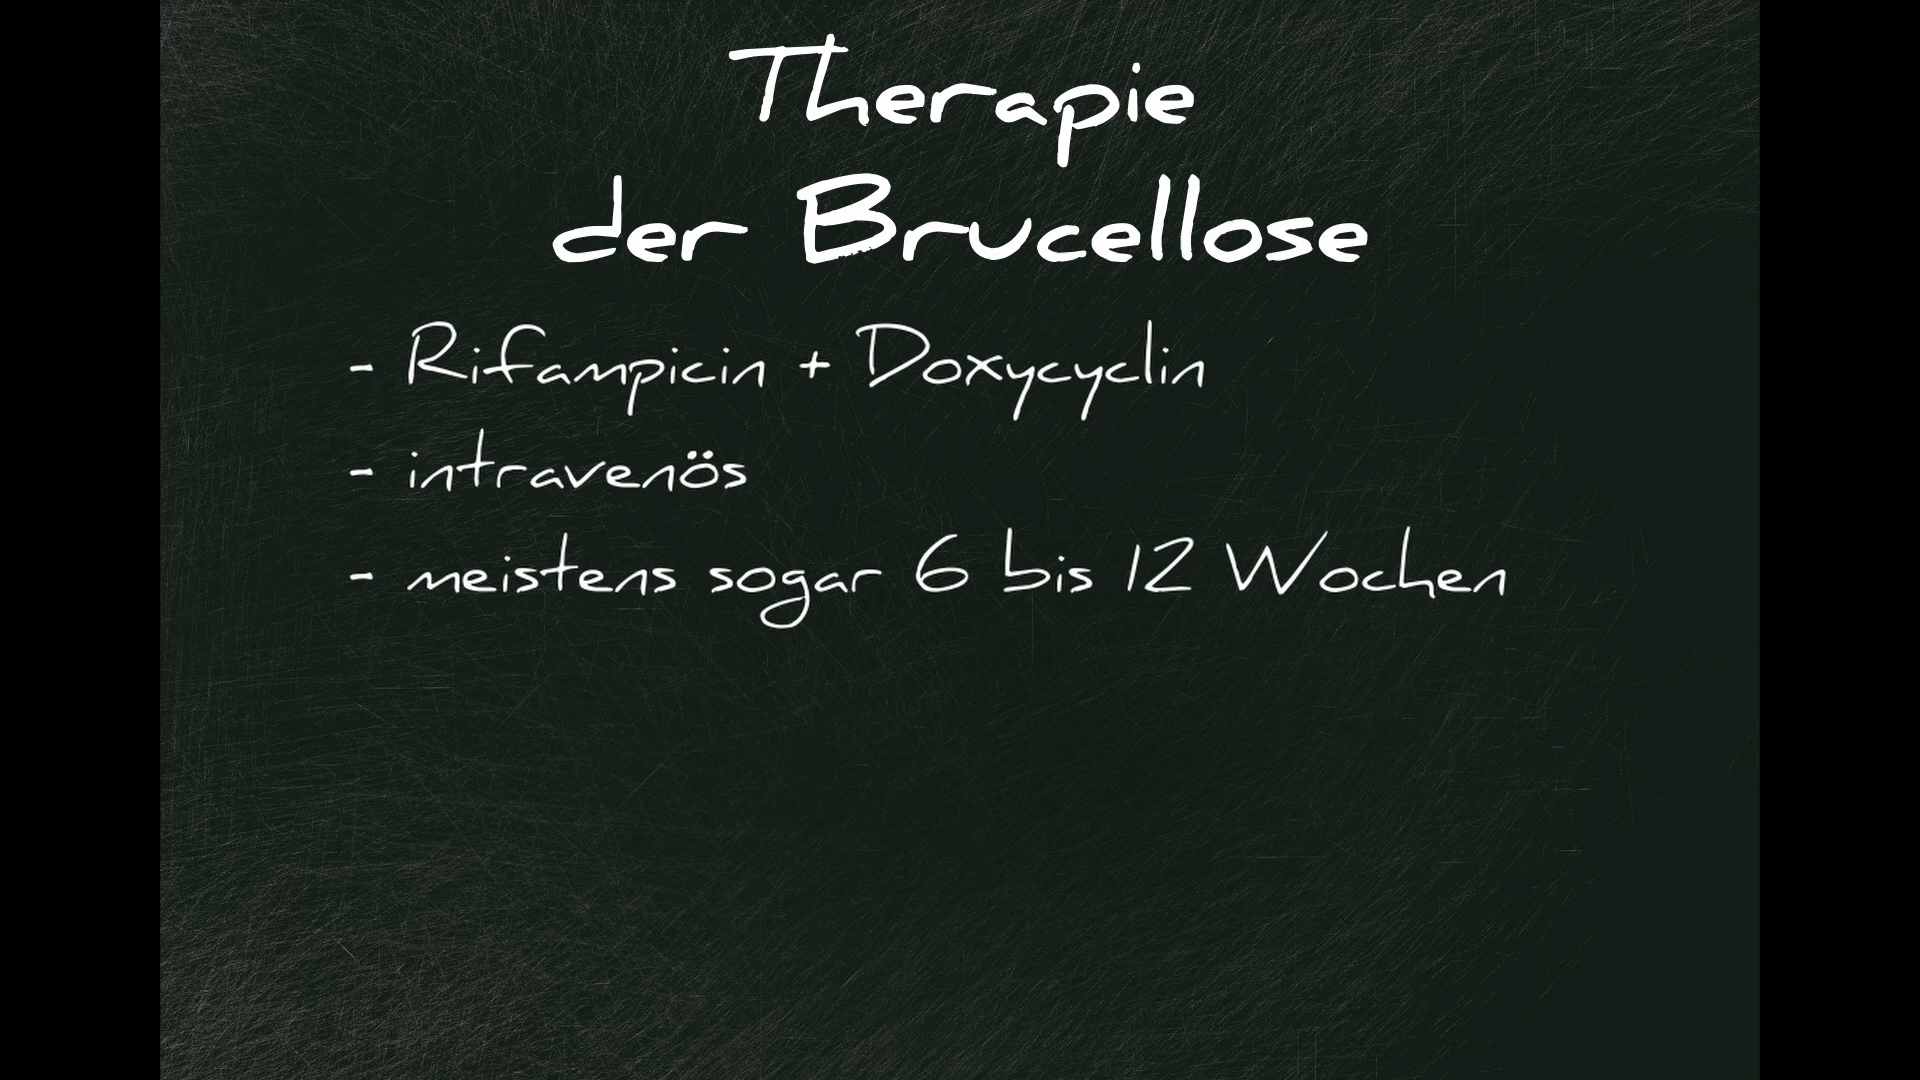 Therapie
der Brucellose
- Rifampicin + Doxycyclin
- intravenös
- meistens sogar 6 bis 12 Wochen